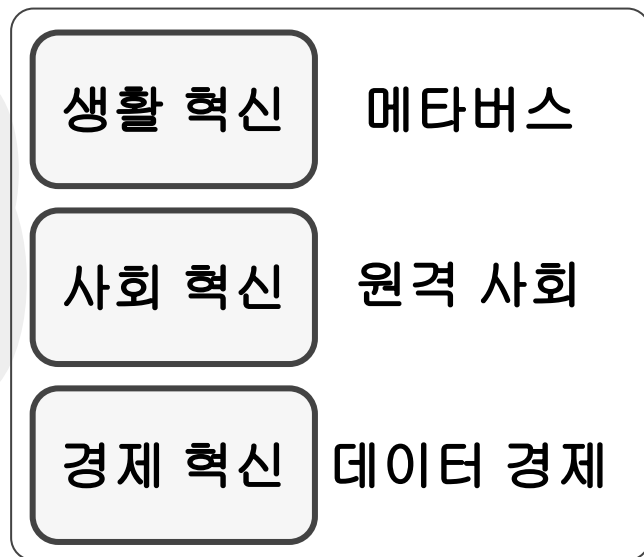 생활 혁신 메타버스
사회 혁신 원격 사회
경제 혁신 데이터 경제